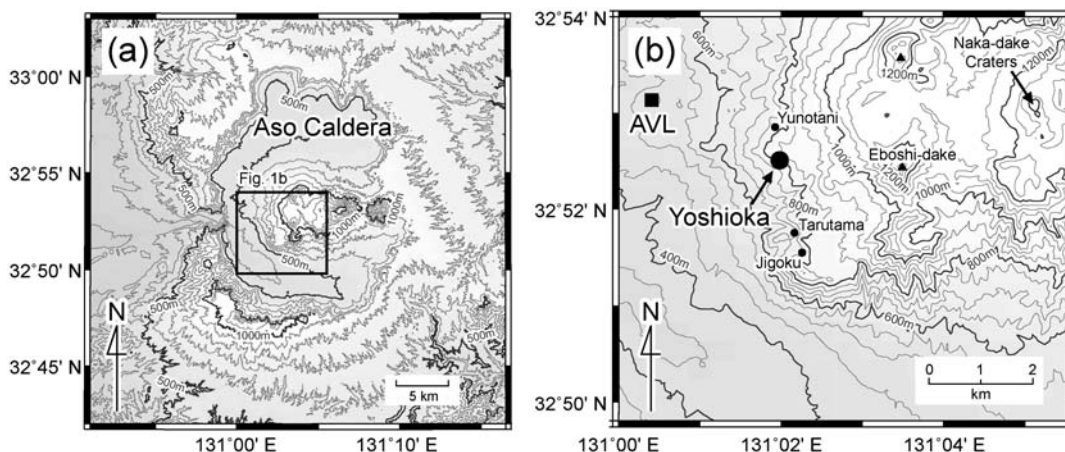 (a)
33°00' N
32°55' N
32°50' N
32°45' N
131°00' E
131°10' E
500m
Aso Caldera
500m
Fig. 1b
500m
1000m
1000m
500m
500m
1000m
500m
500m
500m
N
5 km
(b)
32°54' N
32°52' N
32°50' N
131°00' E
131°02' E
131°04' E
600m
1200m
Naka-dake
Craters
1200m
AVL
Yunotani
1000m
Eboshi-dake
1200m
1000m
Yoshioka
800m
Tarutama
Jigoku
400m
800m
600m
N
0 1 2
km